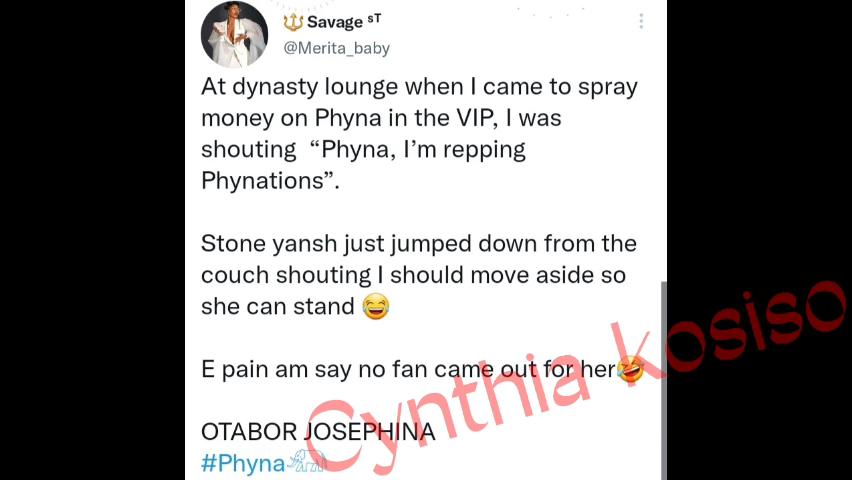 🔱 Savage ˢᵀ
@Merita_baby
At dynasty lounge when I came to spray
money on Phyna in the VIP, I was
shouting “Phyna, I’m repping
Phynations”.
Stone yansh just jumped down from the
couch shouting I should move aside so
she can stand 😂
E pain am say no fan came out for her🤣
OTABOR JOSEPHINA
#Phyna
Cynthia kosiso